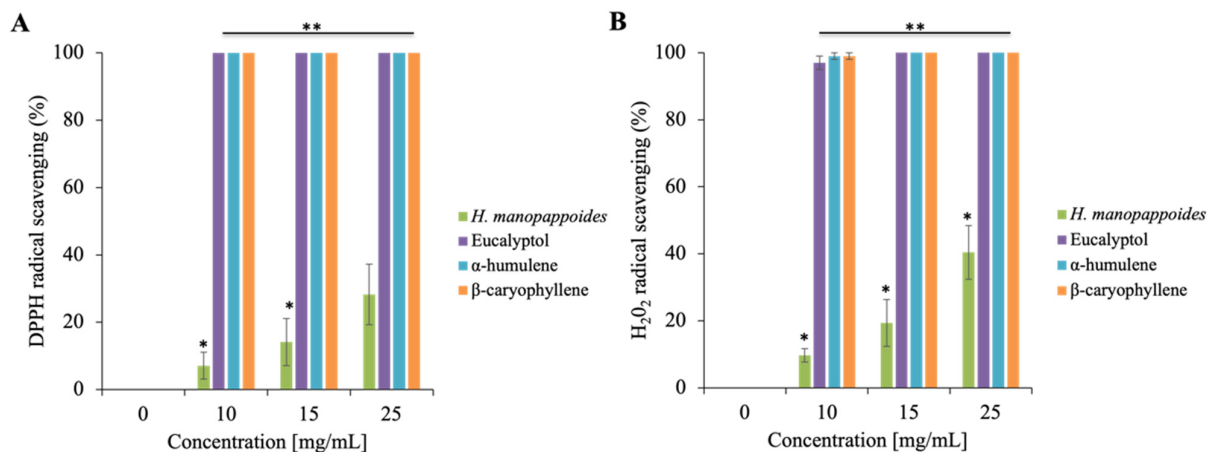 A
**
DPPH radical scavenging (%)
100
80
60
40
20
0
*
*
0 10 15 25
Concentration [mg/mL]
H. manopappoides
Eucalyptol
α-humulene
β-caryophyllene
B
**
H₂0₂ radical scavenging (%)
100
80
60
40
20
0
*
*
*
0 10 15 25
Concentration [mg/mL]
H. manopappoides
Eucalyptol
α-humulene
β-caryophyllene